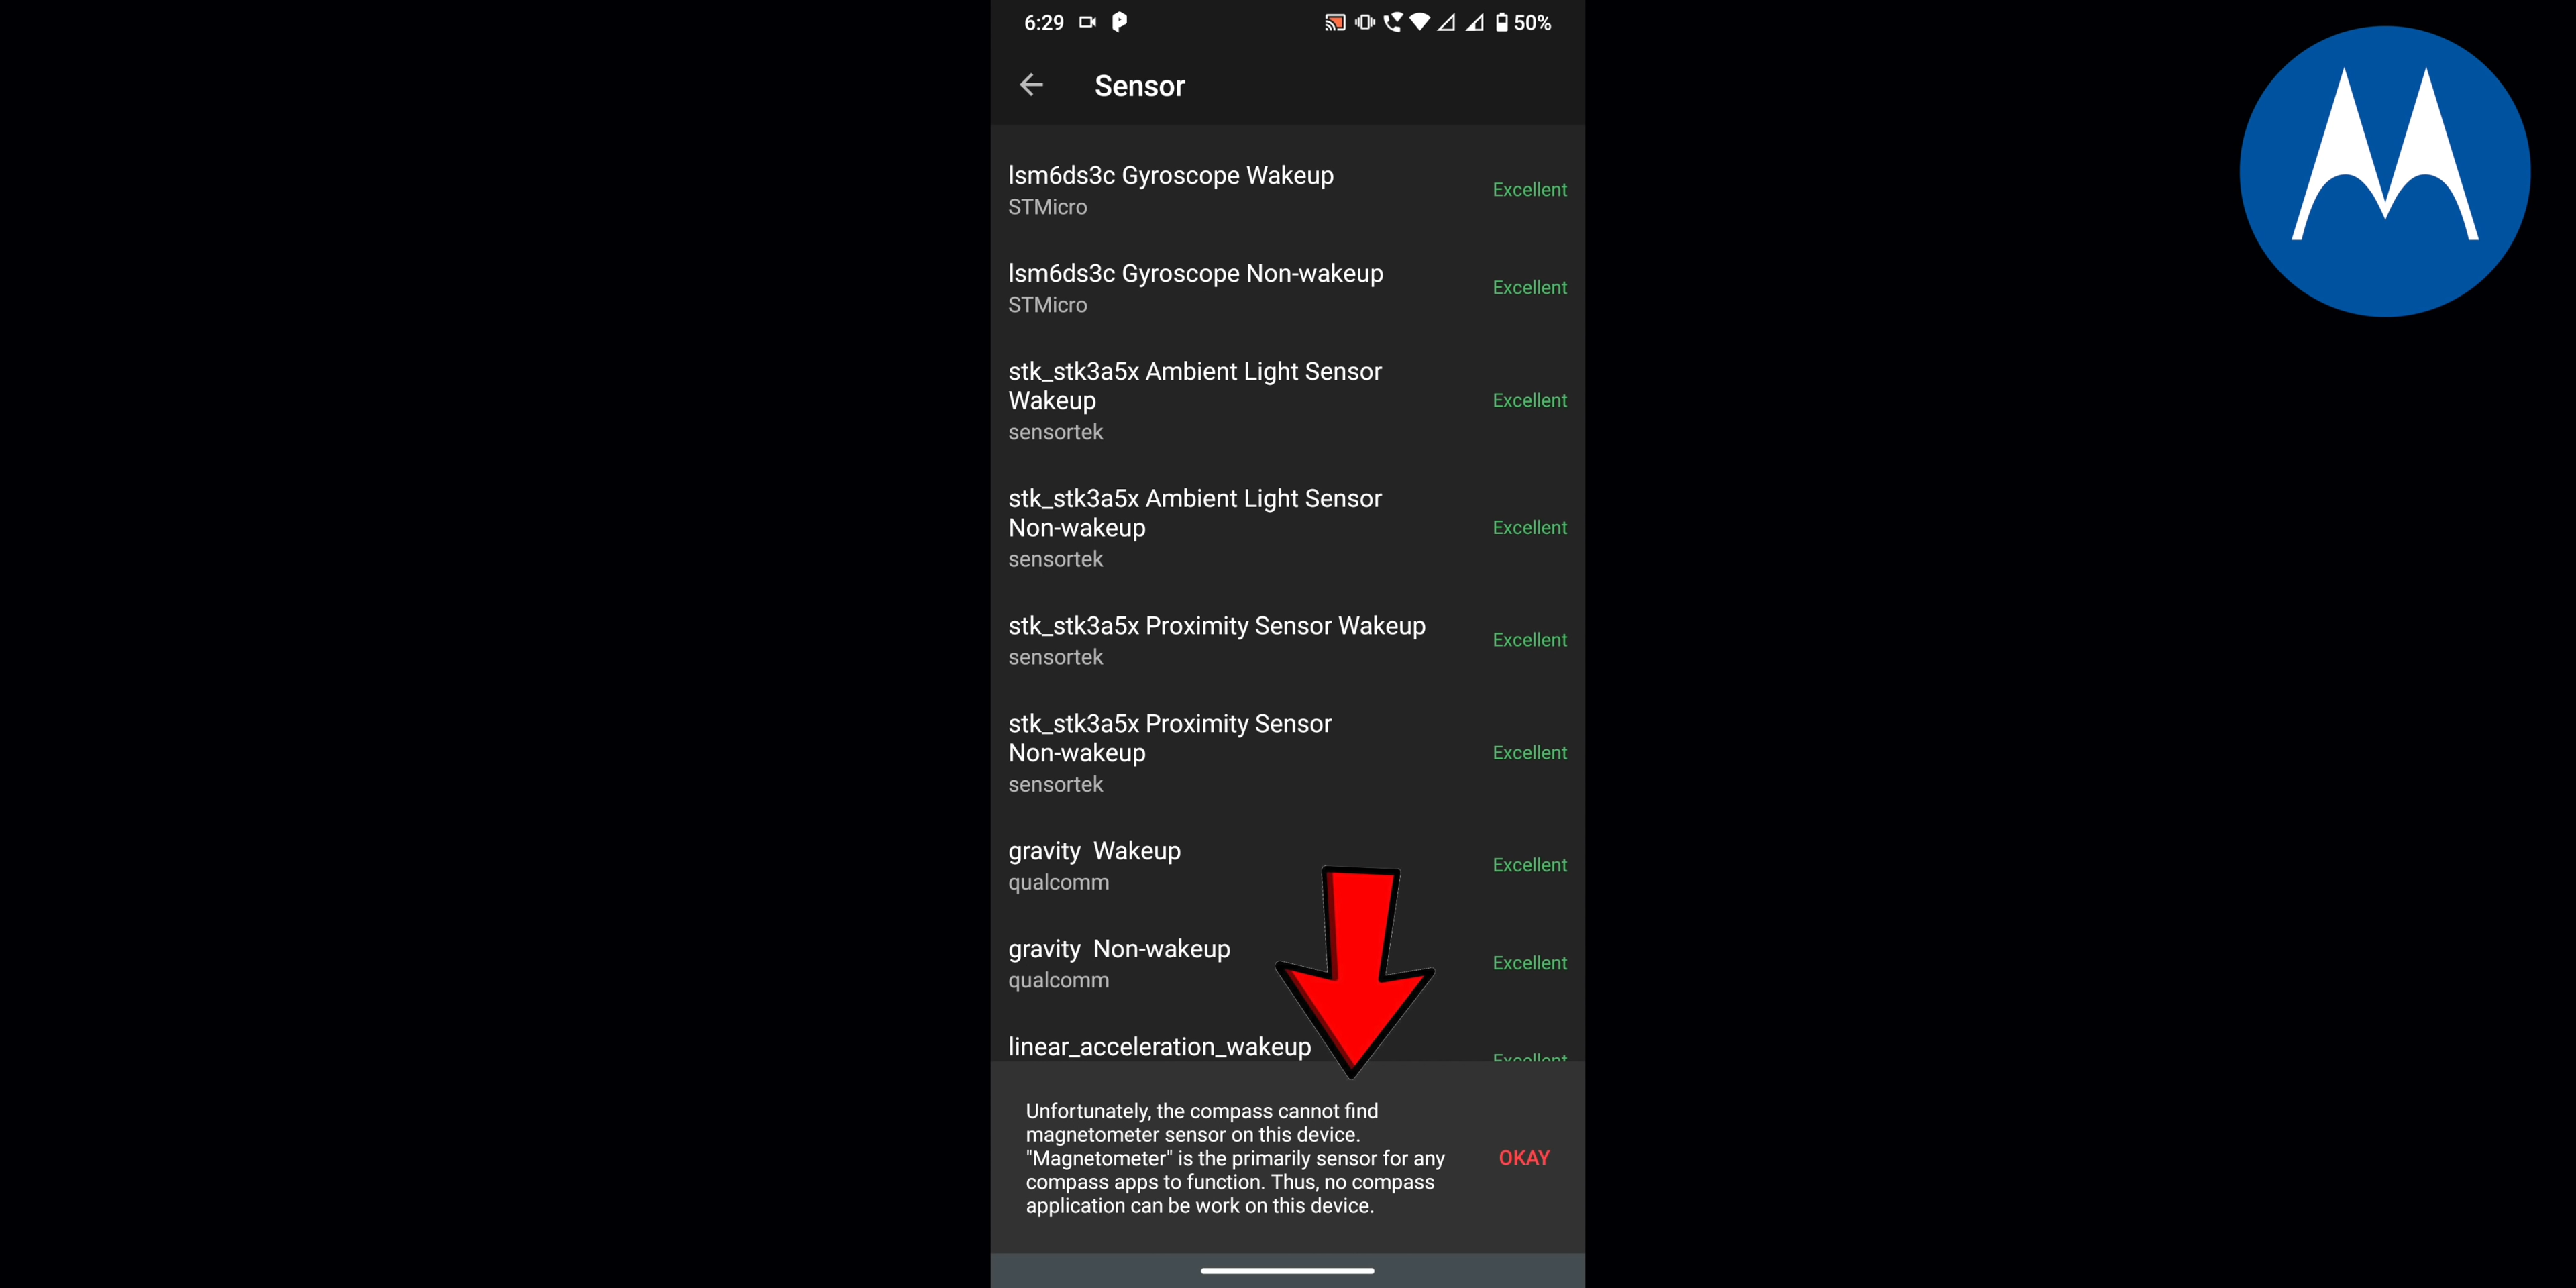 6:29 50%
Sensor
lsm6ds3c Gyroscope Wakeup
STMicro
Excellent
lsm6ds3c Gyroscope Non-wakeup
STMicro
Excellent
stk_stk3a5x Ambient Light Sensor
Wakeup
sensortek
Excellent
stk_stk3a5x Ambient Light Sensor
Non-wakeup
sensortek
Excellent
stk_stk3a5x Proximity Sensor Wakeup
sensortek
Excellent
stk_stk3a5x Proximity Sensor
Non-wakeup
sensortek
Excellent
gravity  Wakeup
qualcomm
Excellent
gravity  Non-wakeup
qualcomm
Excellent
linear_acceleration_wakeup
Excellent
Unfortunately, the compass cannot find
magnetometer sensor on this device.
"Magnetometer" is the primarily sensor for any
compass apps to function. Thus, no compass
application can be work on this device.
OKAY